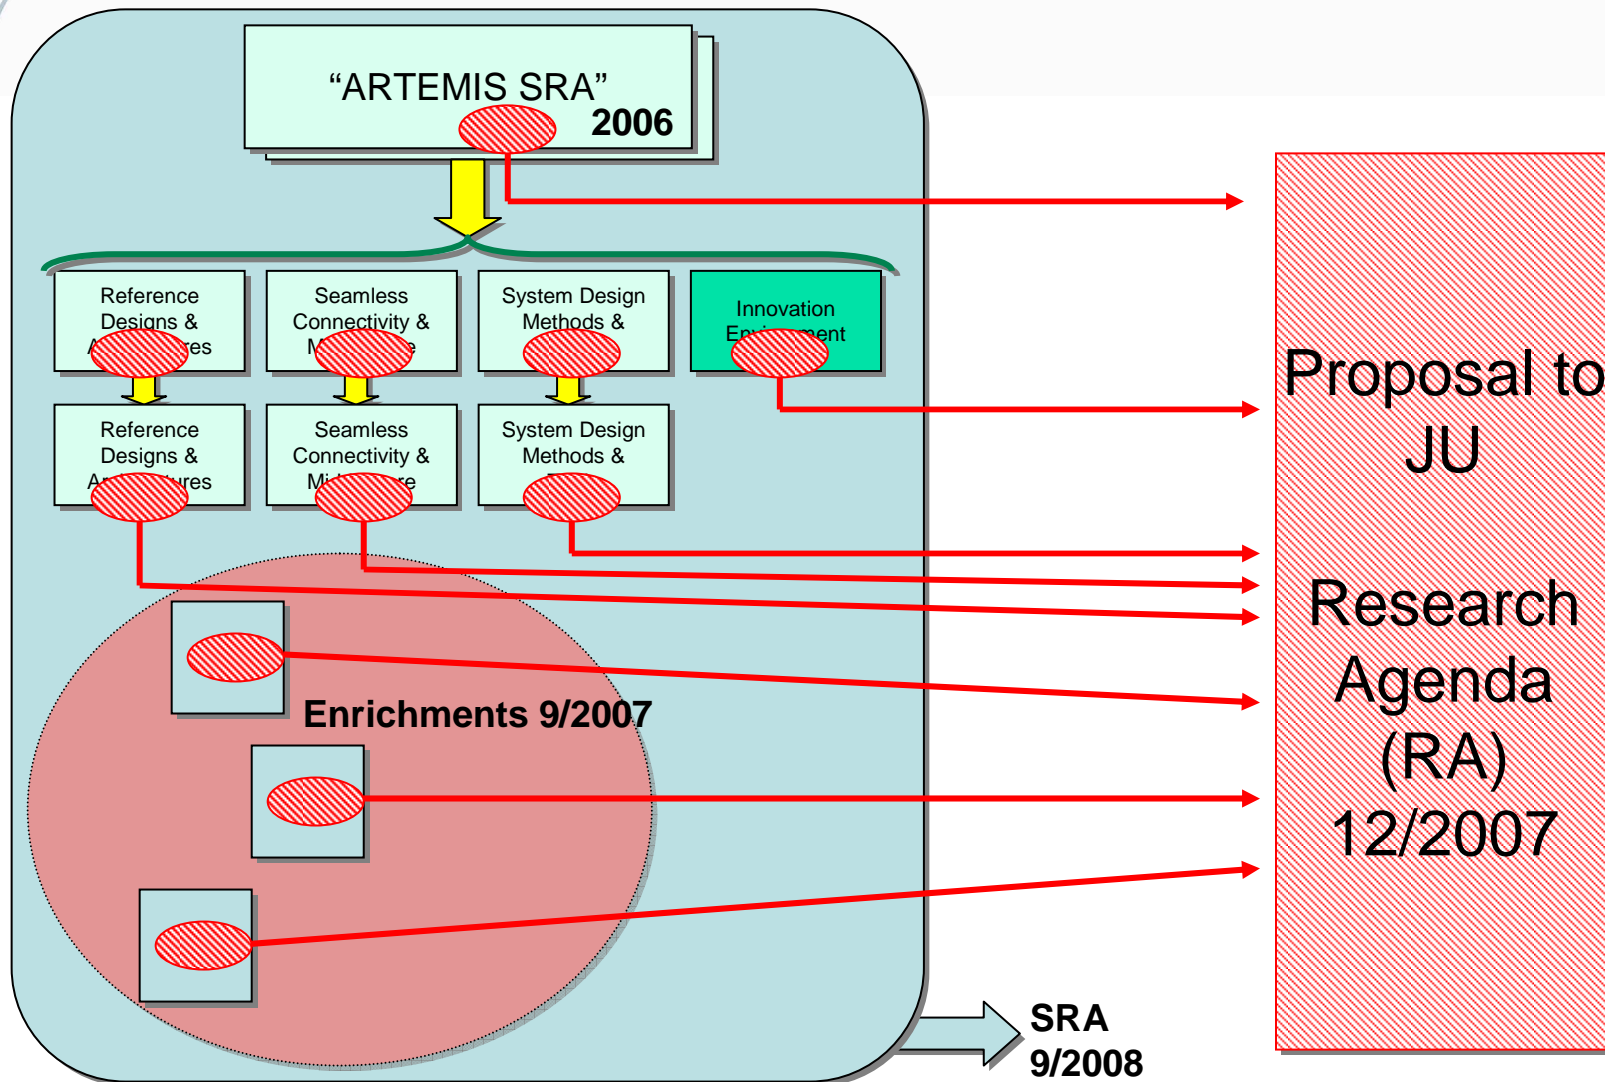 “ARTEMIS SRA”
2006
Reference
Designs &
Seamless
Connectivity &
System Design
Methods &
Innovation
Reference
Designs &
Seamless
Connectivity &
System Design
Methods &
Enrichments 9/2007
SRA
9/2008
Proposal to
JU
Research
Agenda
(RA)
12/2007